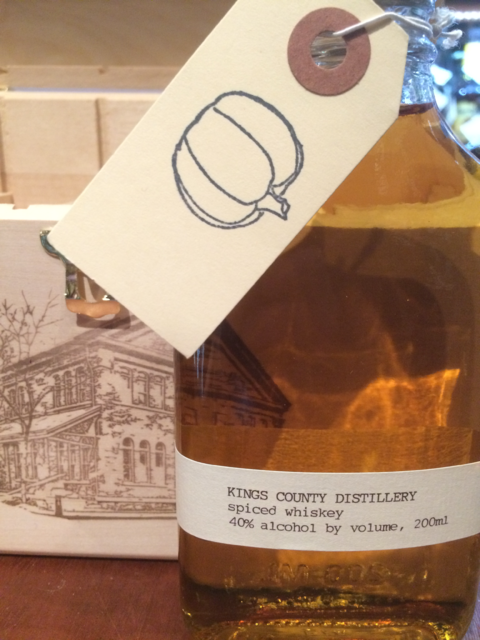 KINGS COUNTY DISTILLERY
spiced whiskey
40% alcohol by volume, 200ml